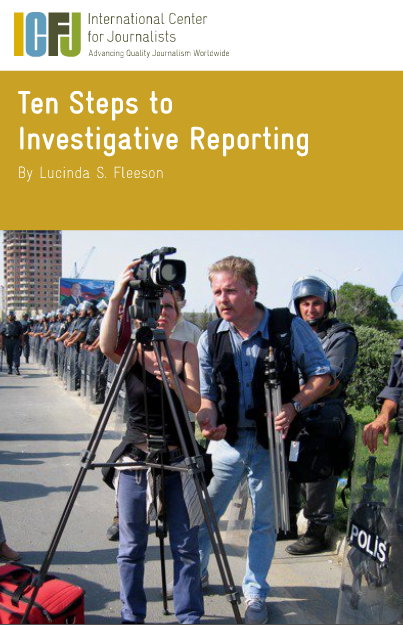 ICFJ
International Center
for Journalists
Advancing Quality Journalism Worldwide
Ten Steps to
Investigative Reporting
By Lucinda S. Fleeson
POLIS